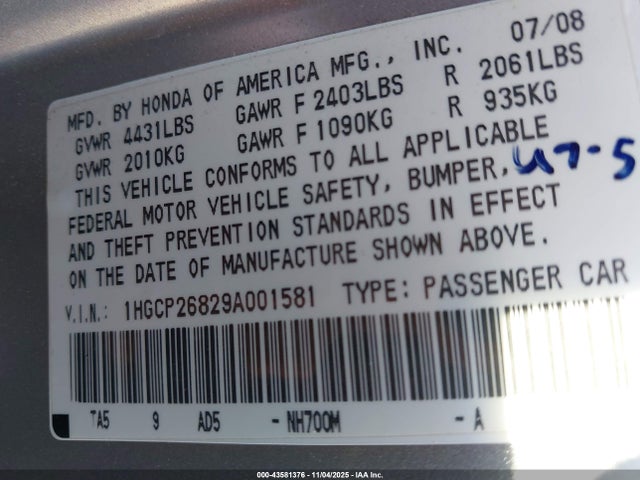 MFD. BY HONDA OF AMERICA MFG., INC. 07/08
GVWR 4431LBS GAWR F 2403LBS R 2061LBS
GVWR 2010KG GAWR F 1090KG R 935KG
THIS VEHICLE CONFORMS TO ALL APPLICABLE
FEDERAL MOTOR VEHICLE SAFETY, BUMPER,
AND THEFT PREVENTION STANDARDS IN EFFECT
ON THE DATE OF MANUFACTURE SHOWN ABOVE.
V.I.N.: 1HGCP26829A001581 TYPE: PASSENGER CAR
TA5 9 AD5 - NH700M - A
000-43581376 - 11/04/2025 - IAA Inc.